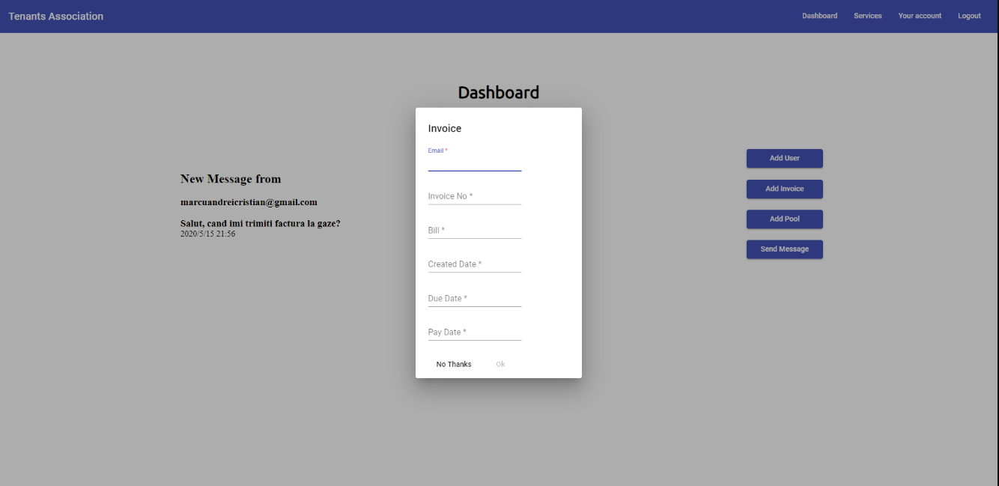 Tenants Association
Dashboard
Services
Your account
Logout
Dashboard
New Message from
marcuandreicristian@gmail.com
Salut, cand imi trimiti factura la gaze?
2020/5/15 21:56
Invoice
Email *
Invoice No *
Bill *
Created Date *
Due Date *
Pay Date *
No Thanks
Ok
Add User
Add Invoice
Add Pool
Send Message